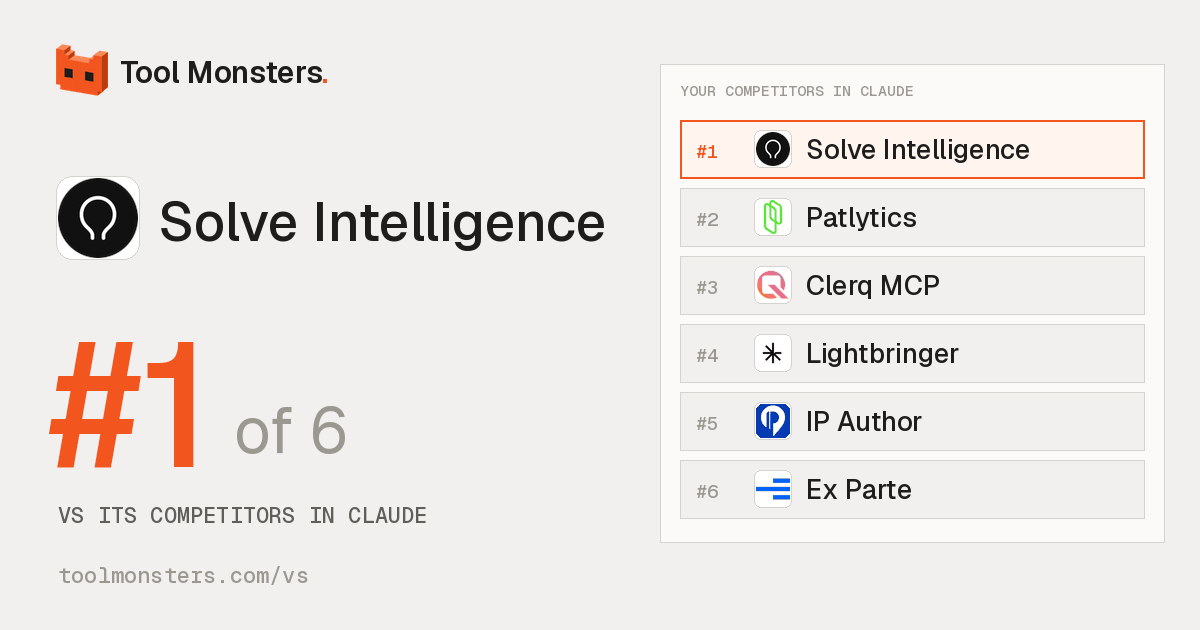 Tool Monsters.
Solve Intelligence
#1 of 6
VS ITS COMPETITORS IN CLAUDE
toolmonsters.com/vs
YOUR COMPETITORS IN CLAUDE
#1 Solve Intelligence
#2 Patlytics
#3 Clerq MCP
#4 Lightbringer
#5 IP Author
#6 Ex Parte